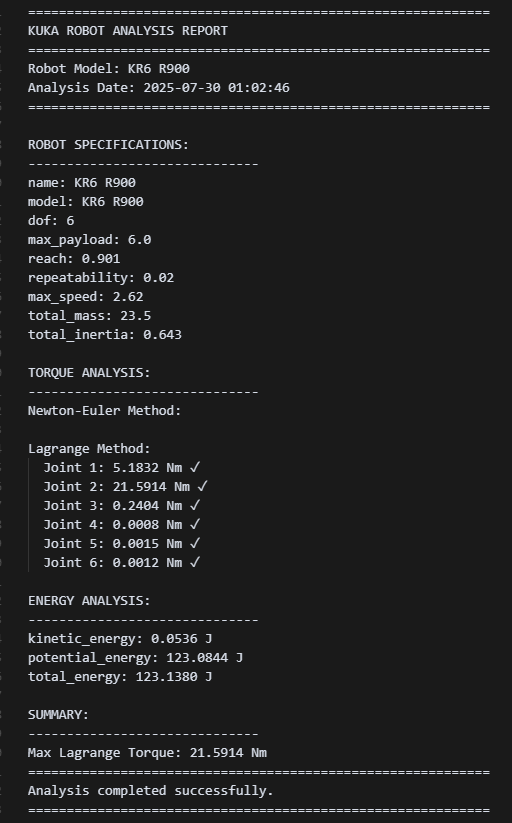 ============================================================
KUKA ROBOT ANALYSIS REPORT
============================================================
Robot Model: KR6 R900
Analysis Date: 2025-07-30 01:02:46
============================================================
ROBOT SPECIFICATIONS:
------------------------------
name: KR6 R900
model: KR6 R900
dof: 6
max_payload: 6.0
reach: 0.901
repeatability: 0.02
max_speed: 2.62
total_mass: 23.5
total_inertia: 0.643
TORQUE ANALYSIS:
------------------------------
Newton-Euler Method:
Lagrange Method:
Joint 1: 5.1832 Nm ✓
Joint 2: 21.5914 Nm ✓
Joint 3: 0.2404 Nm ✓
Joint 4: 0.0008 Nm ✓
Joint 5: 0.0015 Nm ✓
Joint 6: 0.0012 Nm ✓
ENERGY ANALYSIS:
------------------------------
kinetic_energy: 0.0536 J
potential_energy: 123.0844 J
total_energy: 123.1380 J
SUMMARY:
------------------------------
Max Lagrange Torque: 21.5914 Nm
============================================================
Analysis completed successfully.
============================================================